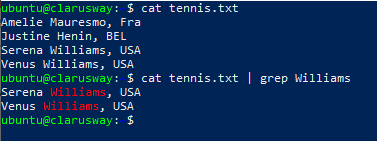 ubuntu@clarusway:~$ cat tennis.txt
Amelie Mauresmo, Fra
Justine Henin, BEL
Serena Williams, USA
Venus Williams, USA
ubuntu@clarusway:~$ cat tennis.txt | grep Williams
Serena Williams, USA
Venus Williams, USA
ubuntu@clarusway:~$